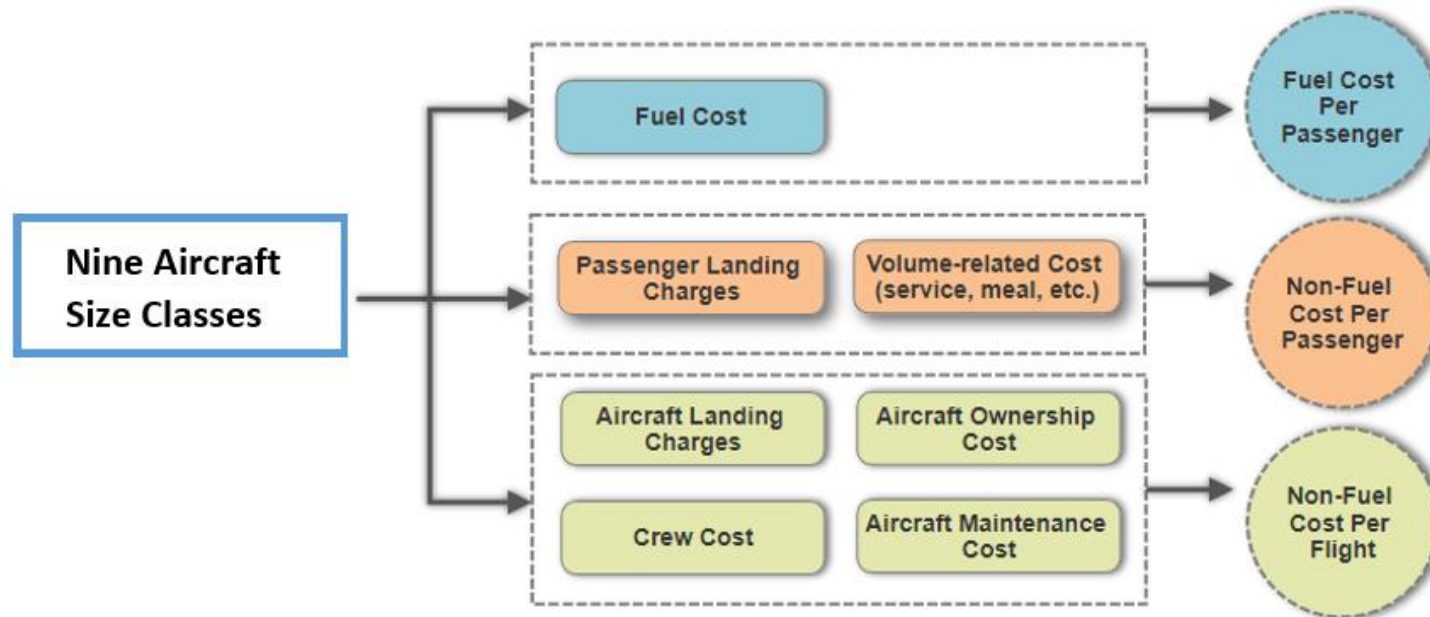 Nine Aircraft
Size Classes
Fuel Cost
Fuel Cost
Per
Passenger
Passenger Landing
Charges
Volume-related Cost
(service, meal, etc.)
Non-Fuel
Cost Per
Passenger
Aircraft Landing
Charges
Aircraft Ownership
Cost
Crew Cost
Aircraft Maintenance
Cost
Non-Fuel
Cost Per
Flight